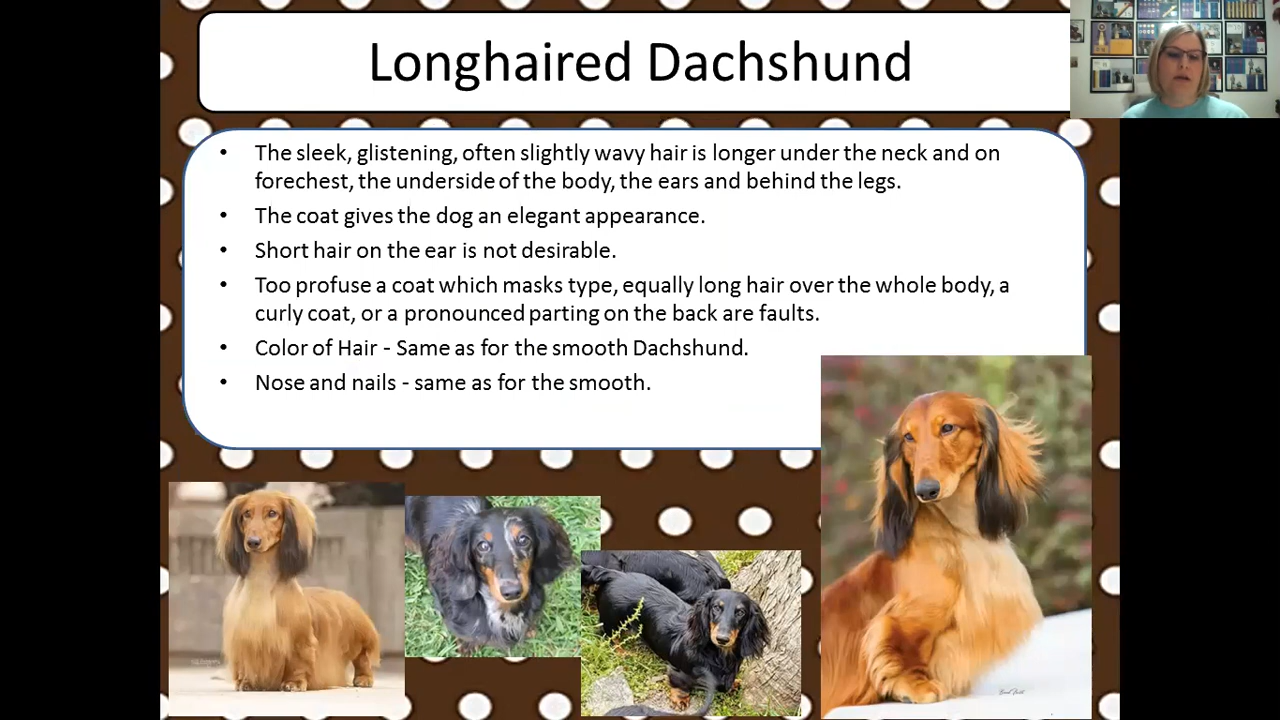 Longhaired Dachshund
• The sleek, glistening, often slightly wavy hair is longer under the neck and on
forechest, the underside of the body, the ears and behind the legs.
• The coat gives the dog an elegant appearance.
• Short hair on the ear is not desirable.
• Too profuse a coat which masks type, equally long hair over the whole body, a
curly coat, or a pronounced parting on the back are faults.
• Color of Hair - Same as for the smooth Dachshund.
• Nose and nails - same as for the smooth.